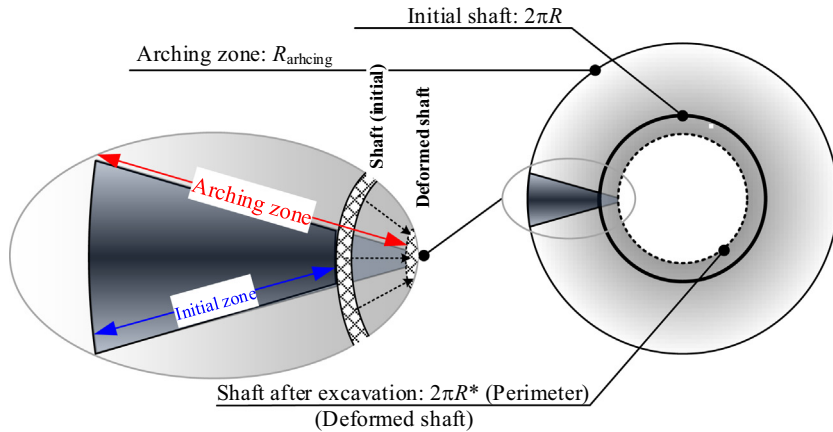 Initial shaft: 2πR
Arching zone: R_arhcing
Shaft (initial)
Deformed shaft
Arching zone
Initial zone
Shaft after excavation: 2πR* (Perimeter)
(Deformed shaft)